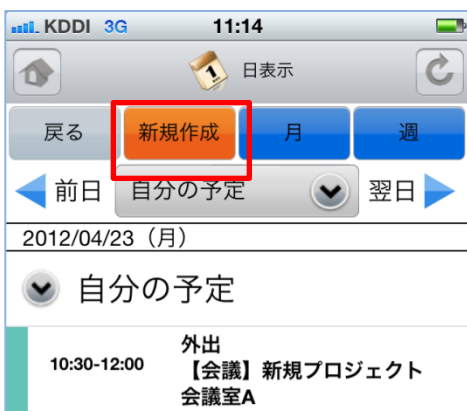 KDDI 3G 11:14
日表示
戻る 新規作成 月 週
前日 自分の予定 翌日
2012/04/23（月）
自分の予定
外出
10:30-12:00 【会議】新規プロジェクト
会議室A